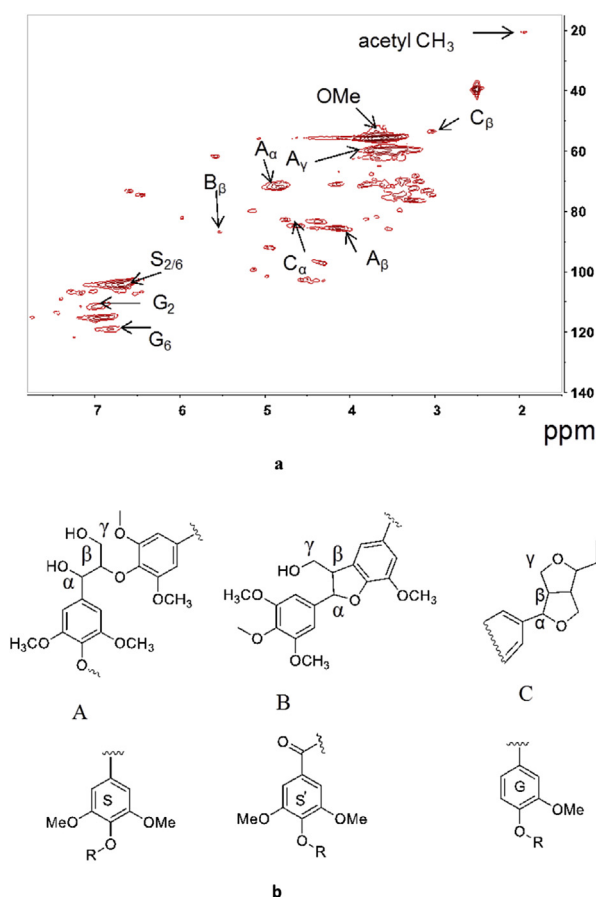 20
acetyl CH3
40
OMe
Cβ
Aα
Aγ
60
Bβ
80
Cα
Aβ
S2/6
100
G2
120
G6
140
7 6 5 4 3 2
ppm
a
HO γ
β
HO
α
O
OCH3
H3CO OCH3
O
A
γ β
HO
α O OCH3
H3CO
O
OCH3
B
γ O
β
α O
C
S
MeO OMe
O
R
O
S'
MeO OMe
O
R
G
OMe
O
R
b